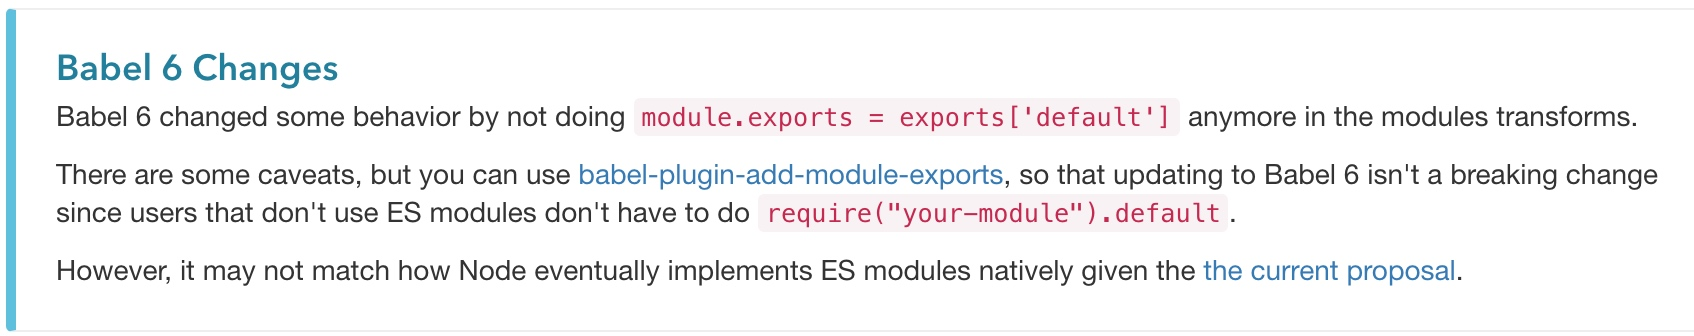 Babel 6 Changes
Babel 6 changed some behavior by not doing module.exports = exports['default'] anymore in the modules transforms.
There are some caveats, but you can use babel-plugin-add-module-exports, so that updating to Babel 6 isn't a breaking change
since users that don't use ES modules don't have to do require("your-module").default.
However, it may not match how Node eventually implements ES modules natively given the the current proposal.